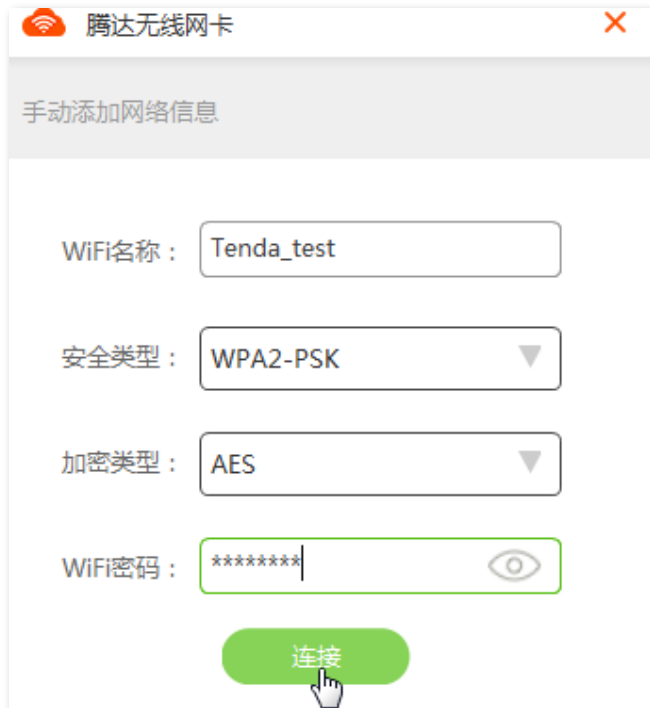 腾达无线网卡
手动添加网络信息
WiFi名称： Tenda_test
安全类型： WPA2-PSK
加密类型： AES
WiFi密码： ********
连接